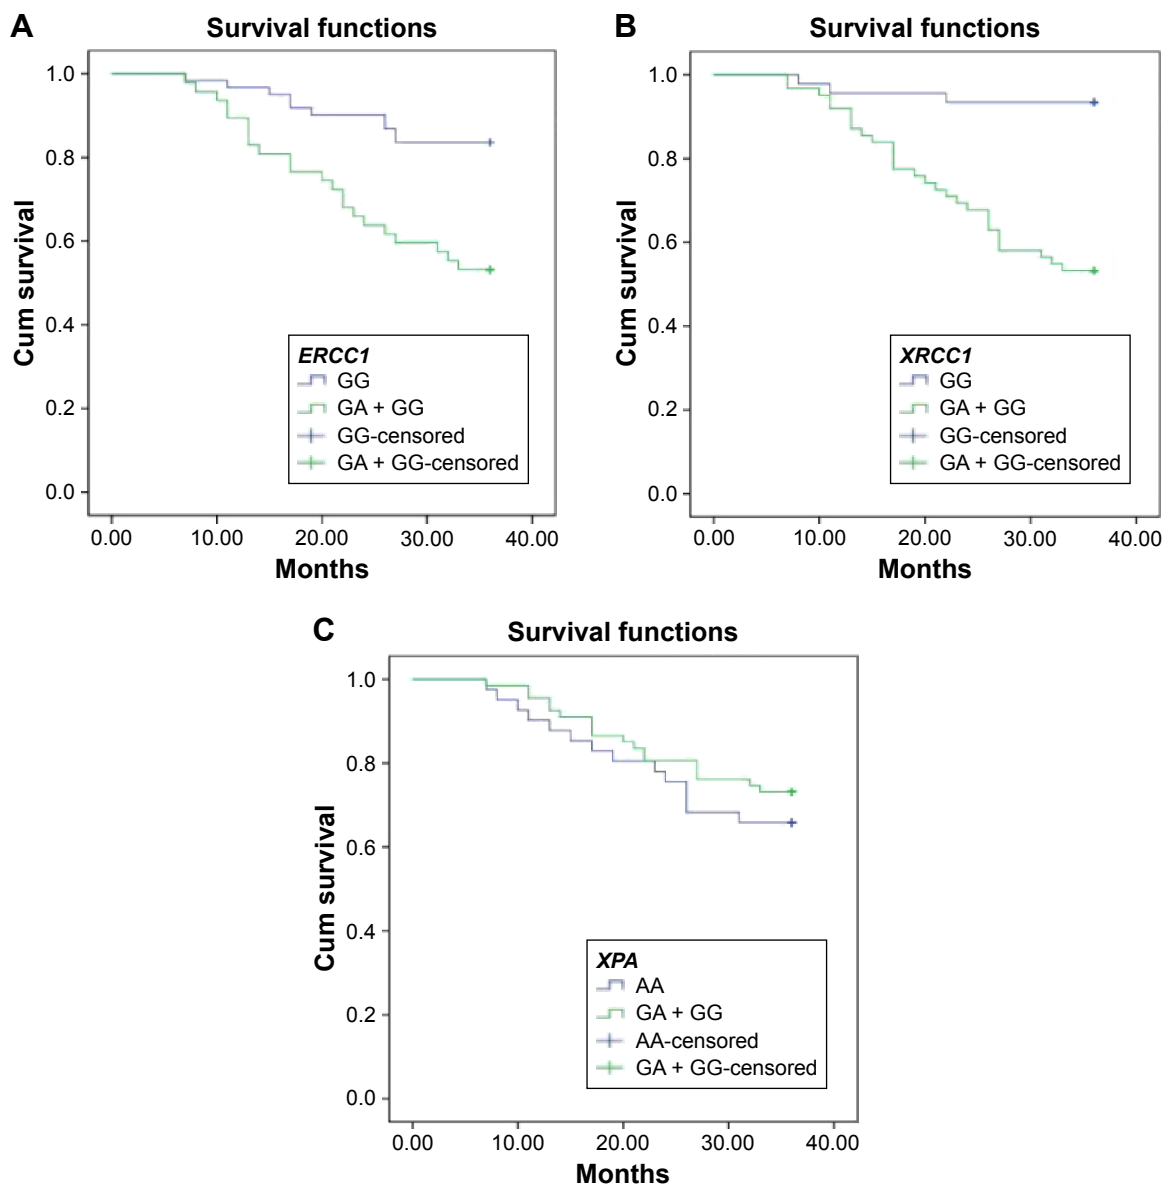 A
Survival functions
Cum survival
1.0
0.8
0.6
0.4
0.2
0.0
ERCC1
GG
GA + GG
GG-censored
GA + GG-censored
0.00 10.00 20.00 30.00 40.00
Months
B
Survival functions
Cum survival
1.0
0.8
0.6
0.4
0.2
0.0
XRCC1
GG
GA + GG
GG-censored
GA + GG-censored
0.00 10.00 20.00 30.00 40.00
Months
C
Survival functions
Cum survival
1.0
0.8
0.6
0.4
0.2
0.0
XPA
AA
GA + GG
AA-censored
GA + GG-censored
0.00 10.00 20.00 30.00 40.00
Months